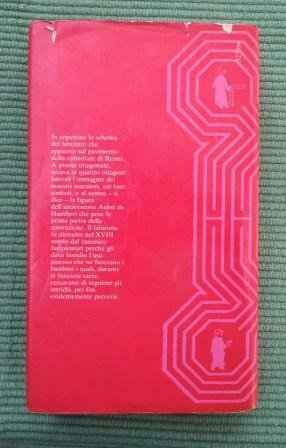 In copertina lo schema
del labirinto che
appariva sul pavimento
della cattedrale di Reims.
A pianta ottagonale,
recava ai quattro ottagoni
laterali l'immagine dei
maestri muratori, coi loro
simboli, e al centro – si
dice – la figura
dell'arcivescovo Aubri de
Humbert che pose la
prima pietra della
costruzione. Il labirinto
fu distrutto nel XVIII
secolo dal canonico
Jacquemart perché gli
dava fastidio l'uso
giocoso che ne facevano i
bambini i quali, durante
le funzioni sacre,
cercavano di seguirne gli
intrichi, per fini
evidentemente perversi.